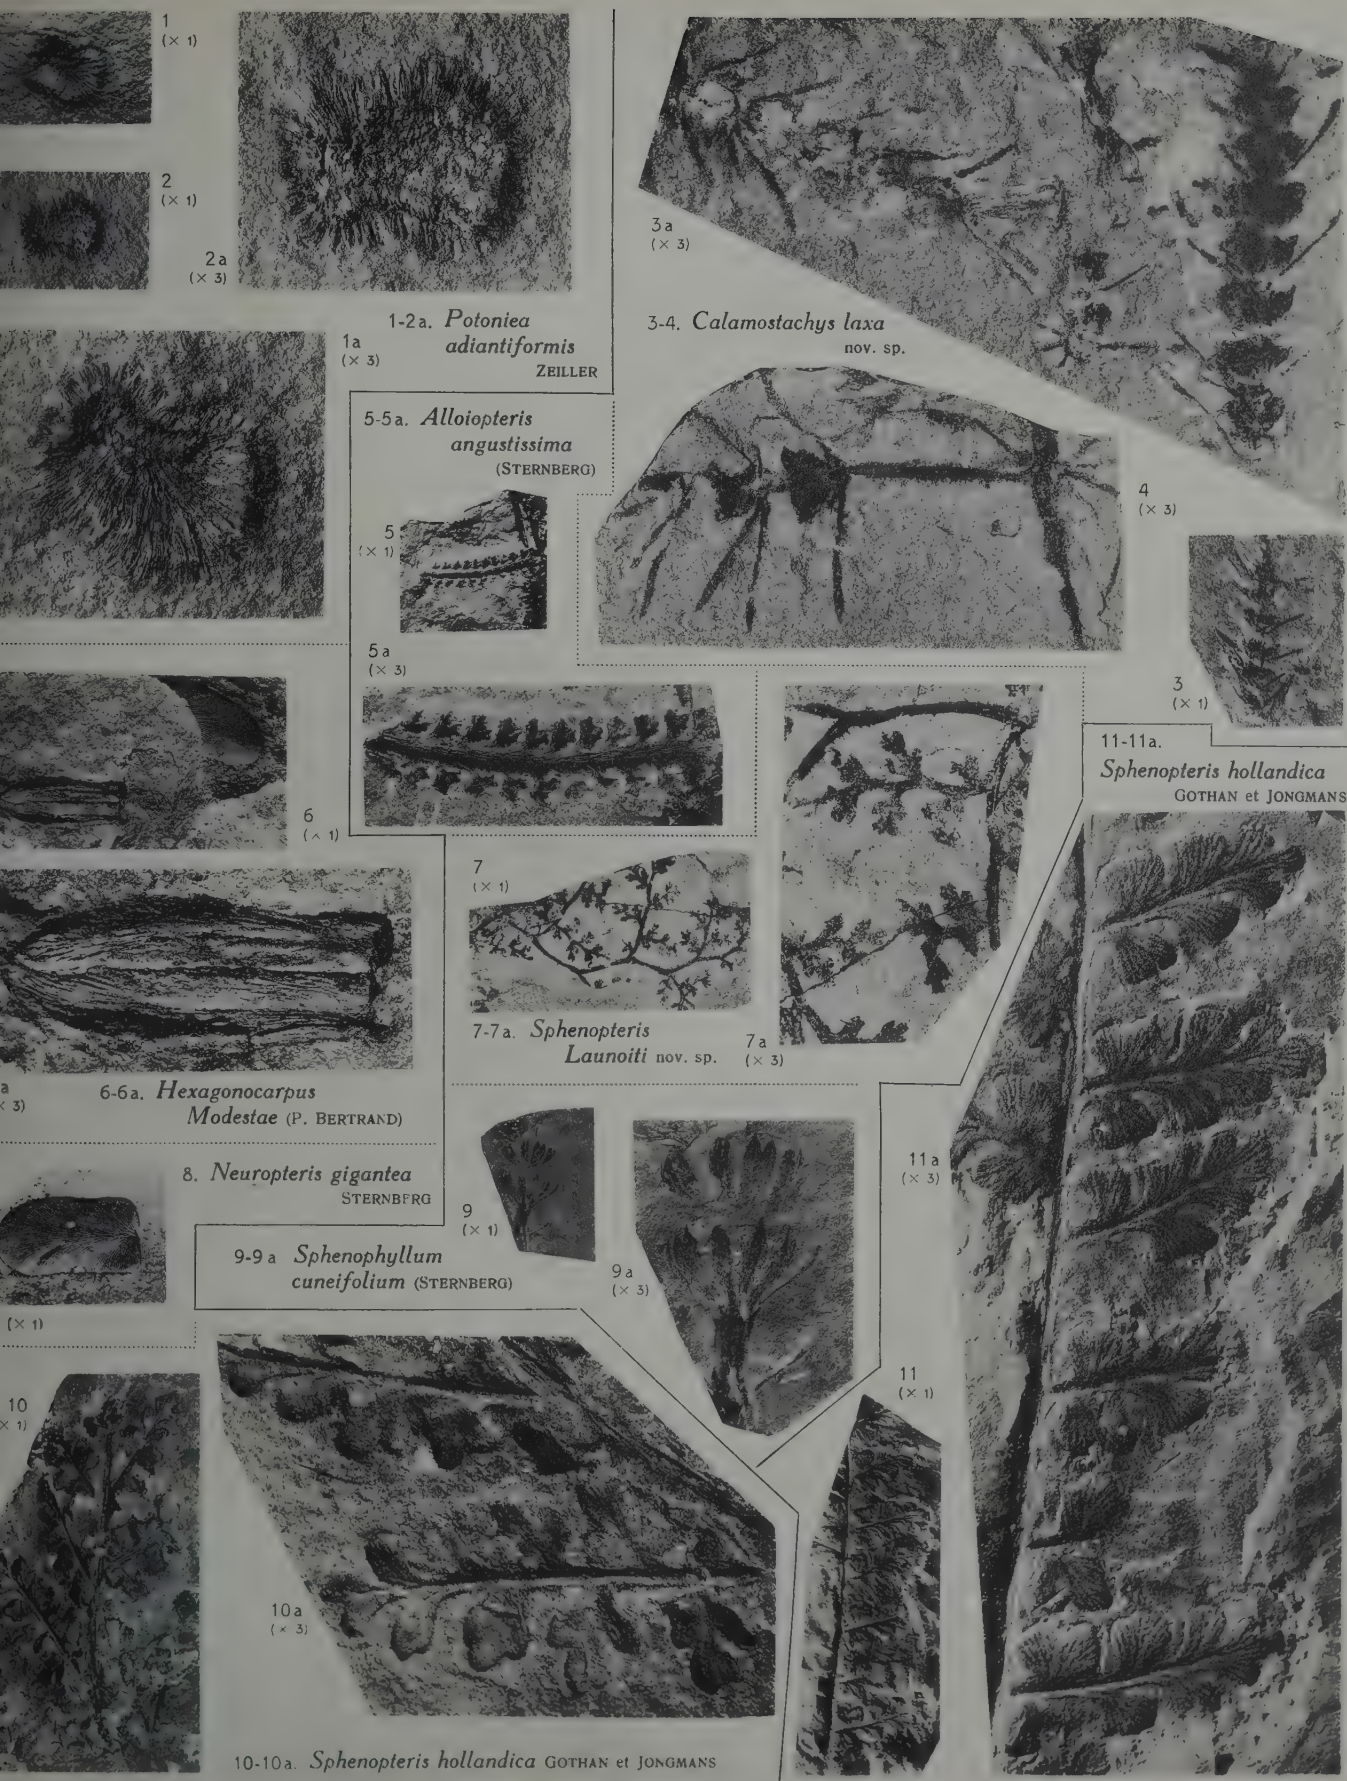 1
(× 1)
2
(× 1)
2a
(× 3)
1-2a. Potoniea
adiantiformis
ZEILLER
1a
(× 3)
3a
(× 3)
3-4. Calamostachys laxa
nov. sp.
5-5a. Alloiopteris
angustissima
(STERNBERG)
5
(× 1)
4
(× 3)
5a
(× 3)
3
(× 1)
6
(× 1)
11-11a.
Sphenopteris hollandica
GOTHAN et JONGMANS
7
(× 1)
7-7a. Sphenopteris
Launoiti nov. sp.
7a
(× 3)
a
× 3)
6-6a. Hexagonocarpus
Modestae (P. BERTRAND)
8. Neuropteris gigantea
STERNBERG
(× 1)
9
(× 1)
9-9a Sphenophyllum
cuneifolium (STERNBERG)
9a
(× 3)
11a
(× 3)
10
× 1)
11
(× 1)
10a
(× 3)
10-10a. Sphenopteris hollandica GOTHAN et JONGMANS